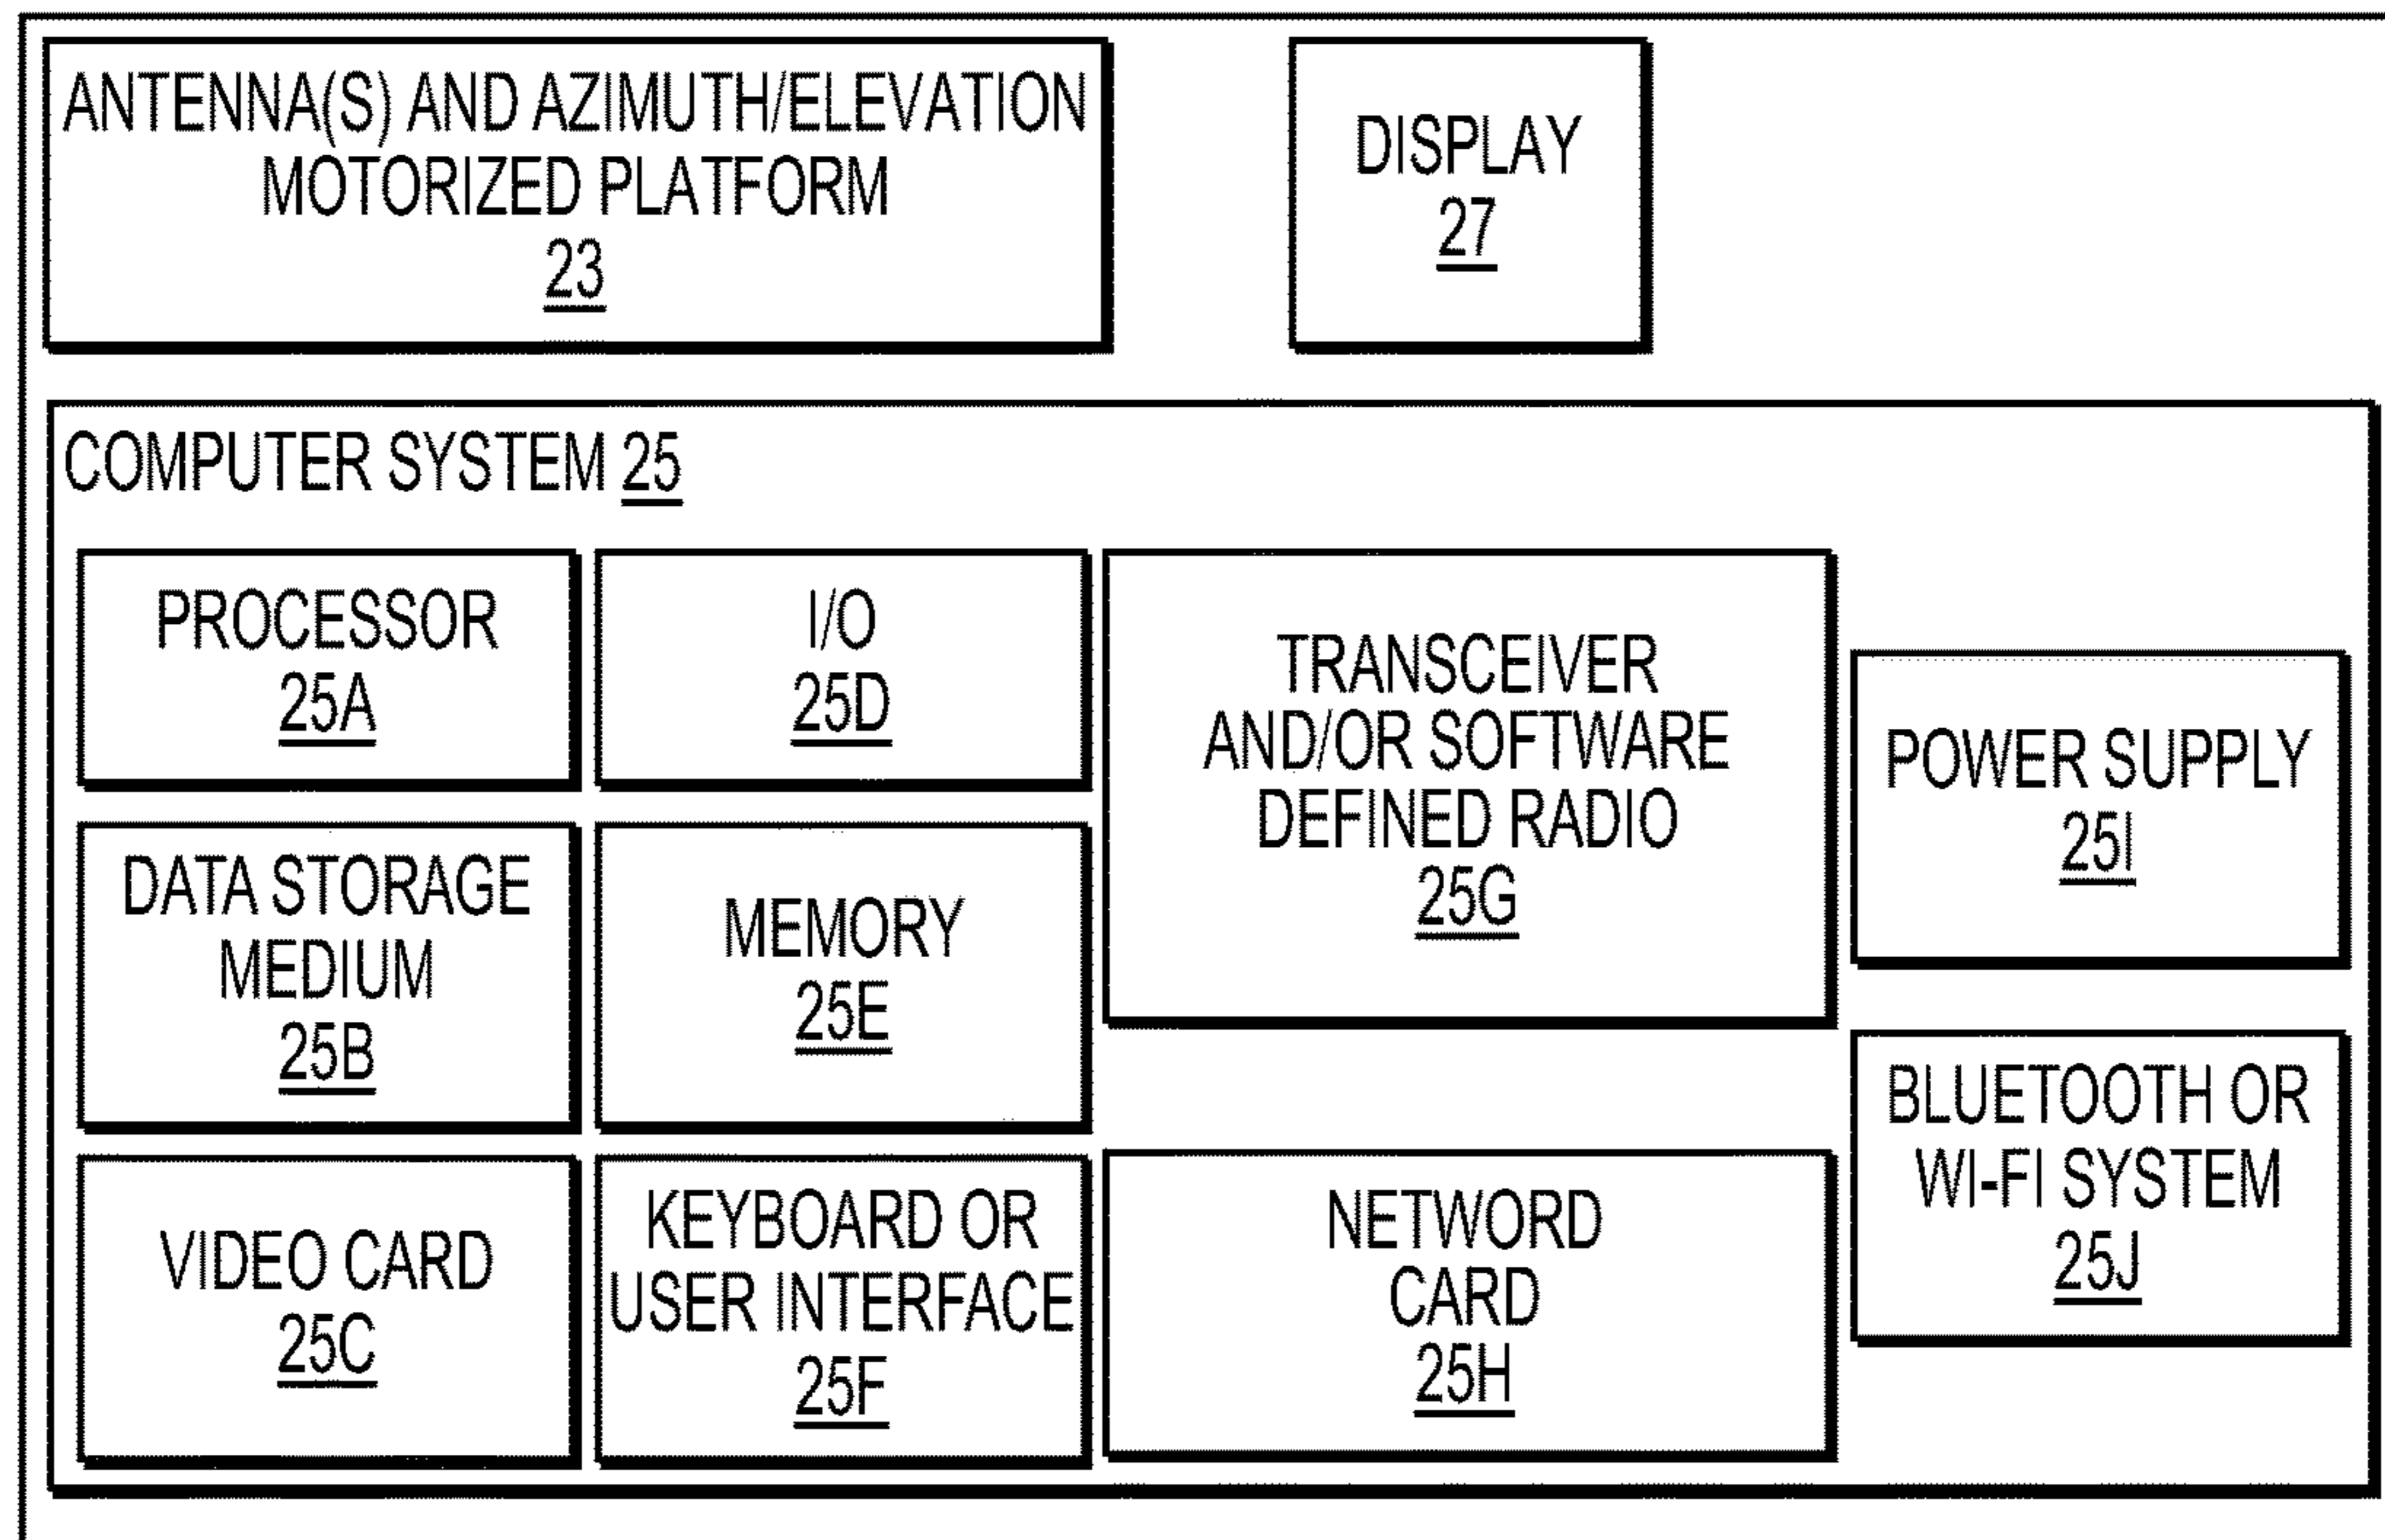 ANTENNA(S) AND AZIMUTH/ELEVATION
MOTORIZED PLATFORM
23
DISPLAY
27
COMPUTER SYSTEM 25
PROCESSOR
25A
I/O
25D
TRANSCEIVER
AND/OR SOFTWARE
DEFINED RADIO
25G
POWER SUPPLY
25I
DATA STORAGE
MEDIUM
25B
MEMORY
25E
BLUETOOTH OR
WI-FI SYSTEM
25J
VIDEO CARD
25C
KEYBOARD OR
USER INTERFACE
25F
NETWORD
CARD
25H